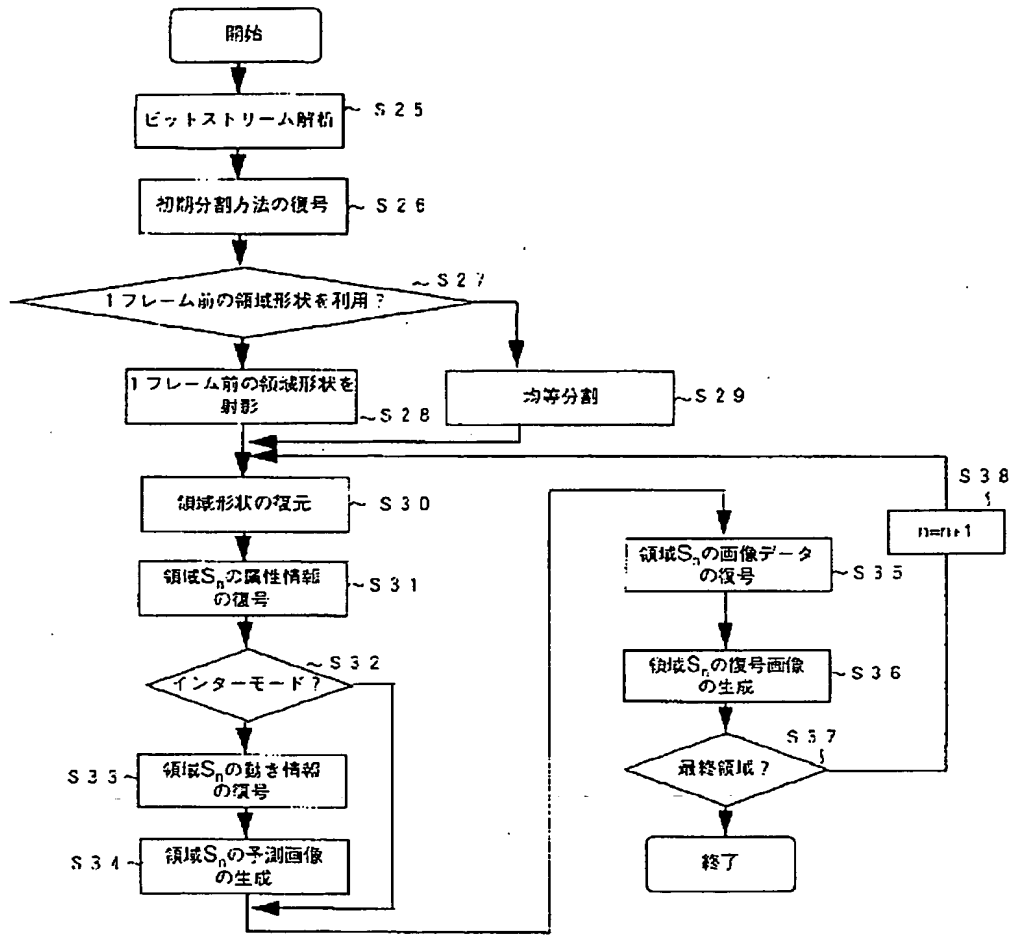 開始
ビットストリーム解析
~ S25
初期分割方法の復号
~ S26
~ S27
1フレーム前の領域形状を利用？
1フレーム前の領域形状を
射影
~S28
均等分割
~S29
領域形状の復元
~ S30
領域Snの属性情報
の復号
~ S31
~S32
インターモード？
S33~
領域Snの動き情報
の復号
S34~
領域Snの予測画像
の生成
領域Snの画像データ
の復号
~S35
領域Snの復号画像
の生成
~S36
S37
最終領域？
S38
n=n+1
終了